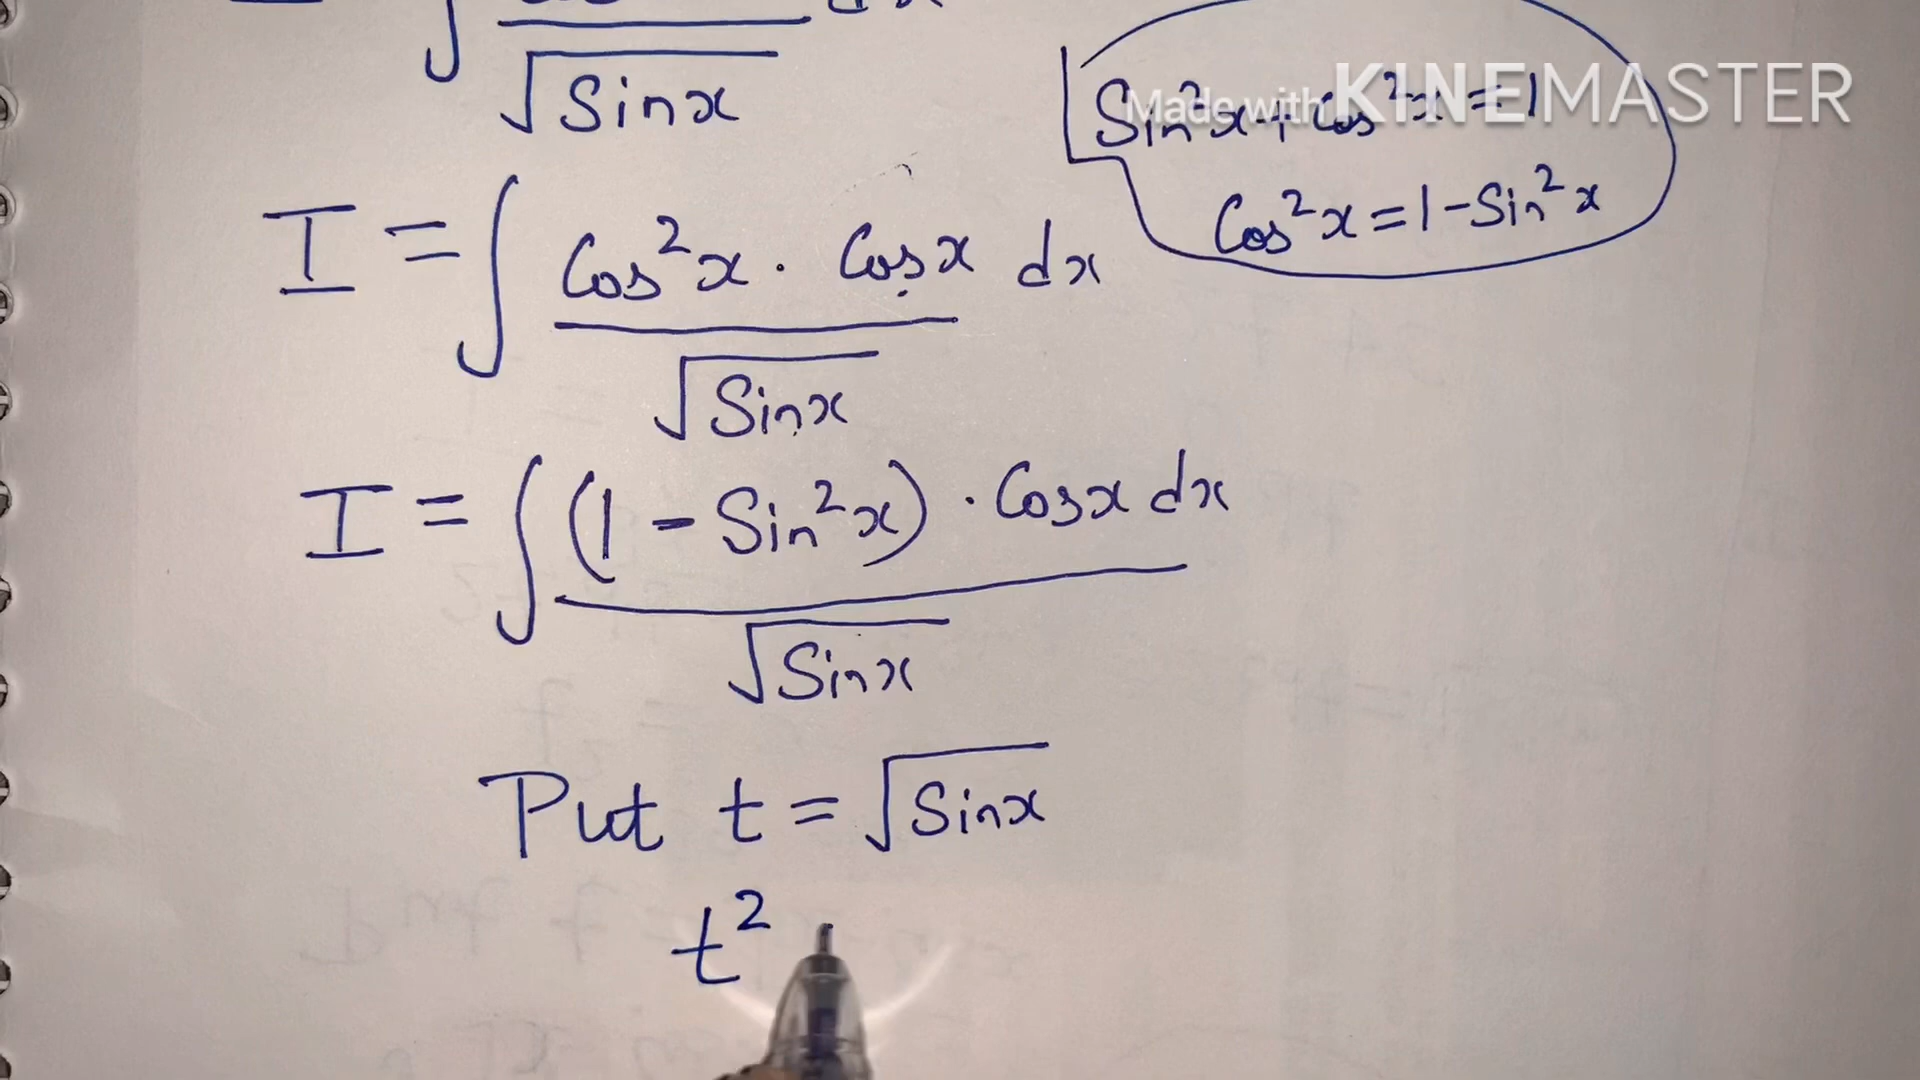 ∫ ─── dx
√Sinx
Made with KINEMASTER
Sin²x + Cos²x = 1
Cos²x = 1 - Sin²x
I = ∫ Cos²x · Cosx dx
√Sinx
I = ∫ (1 - Sin²x) · Cosx dx
√Sinx
Put t = √Sinx
t²